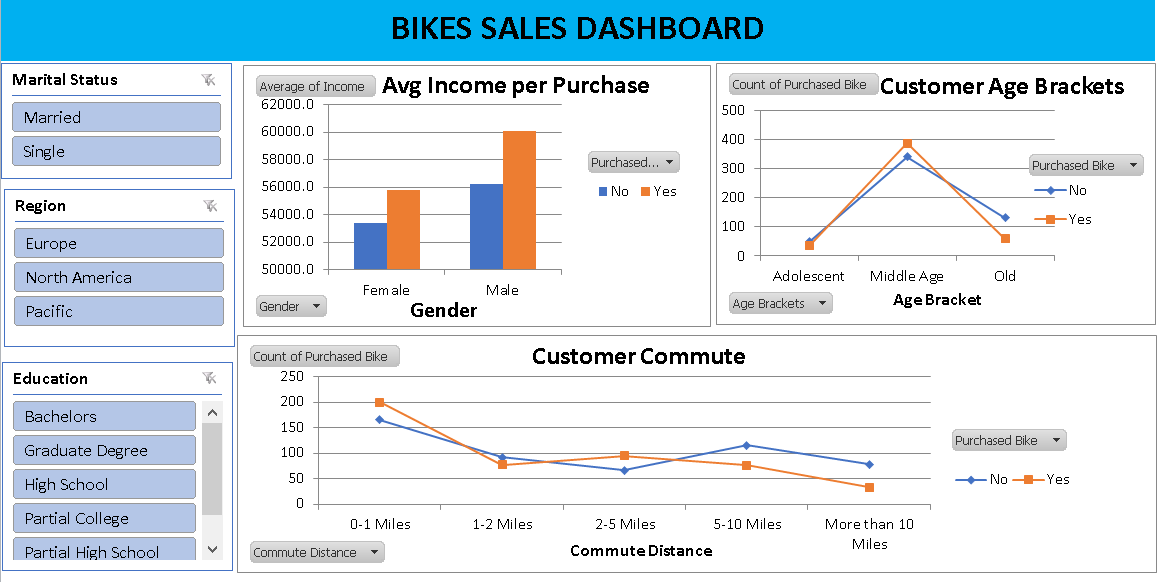 BIKES SALES DASHBOARD
Marital Status
Married
Single
Region
Europe
North America
Pacific
Education
Bachelors
Graduate Degree
High School
Partial College
Partial High School
Average of Income
Avg Income per Purchase
62000.0
60000.0
58000.0
56000.0
54000.0
52000.0
50000.0
Female Male
Gender
Gender
Purchased...
No Yes
Count of Purchased Bike
Customer Age Brackets
500
400
300
200
100
0
Adolescent Middle Age Old
Age Brackets
Age Bracket
Purchased Bike
No
Yes
Count of Purchased Bike
Customer Commute
250
200
150
100
50
0
0-1 Miles 1-2 Miles 2-5 Miles 5-10 Miles More than 10
Miles
Commute Distance
Commute Distance
Purchased Bike
No Yes